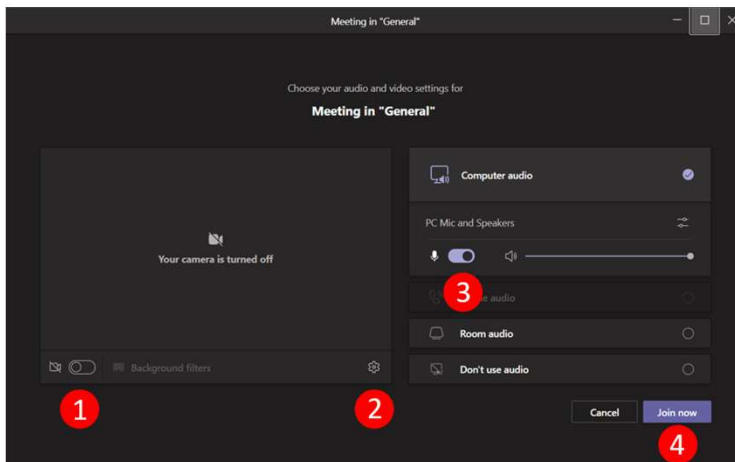 Meeting in "General"
Choose your audio and video settings for
Meeting in "General"
Your camera is turned off
Background filters
Computer audio
PC Mic and Speakers
audio
Room audio
Don't use audio
Cancel
Join now
1
2
3
4